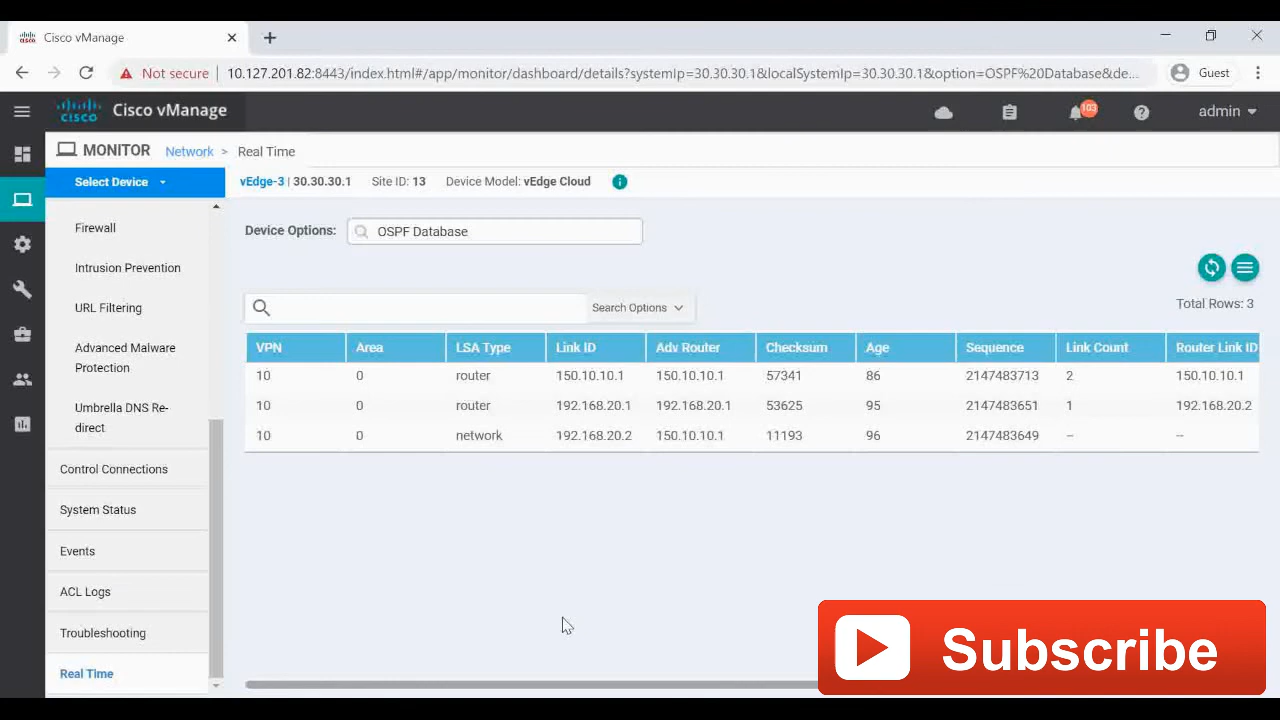 Cisco vManage
Not secure
10.127.201.82:8443/index.html#/app/monitor/dashboard/details?systemIp=30.30.30.1&localSystemIp=30.30.30.1&option=OSPF%20Database&de...
Guest
cisco Cisco vManage
103
admin
MONITOR Network > Real Time
Select Device
vEdge-3 | 30.30.30.1 Site ID: 13 Device Model: vEdge Cloud
Firewall
Intrusion Prevention
URL Filtering
Advanced Malware
Protection
Umbrella DNS Re-
direct
Control Connections
System Status
Events
ACL Logs
Troubleshooting
Real Time
Device Options: OSPF Database
Search Options
Total Rows: 3
VPN Area LSA Type Link ID Adv Router Checksum Age Sequence Link Count Router Link ID
10 0 router 150.10.10.1 150.10.10.1 57341 86 2147483713 2 150.10.10.1
10 0 router 192.168.20.1 192.168.20.1 53625 95 2147483651 1 192.168.20.2
10 0 network 192.168.20.2 150.10.10.1 11193 96 2147483649 -- --
Subscribe